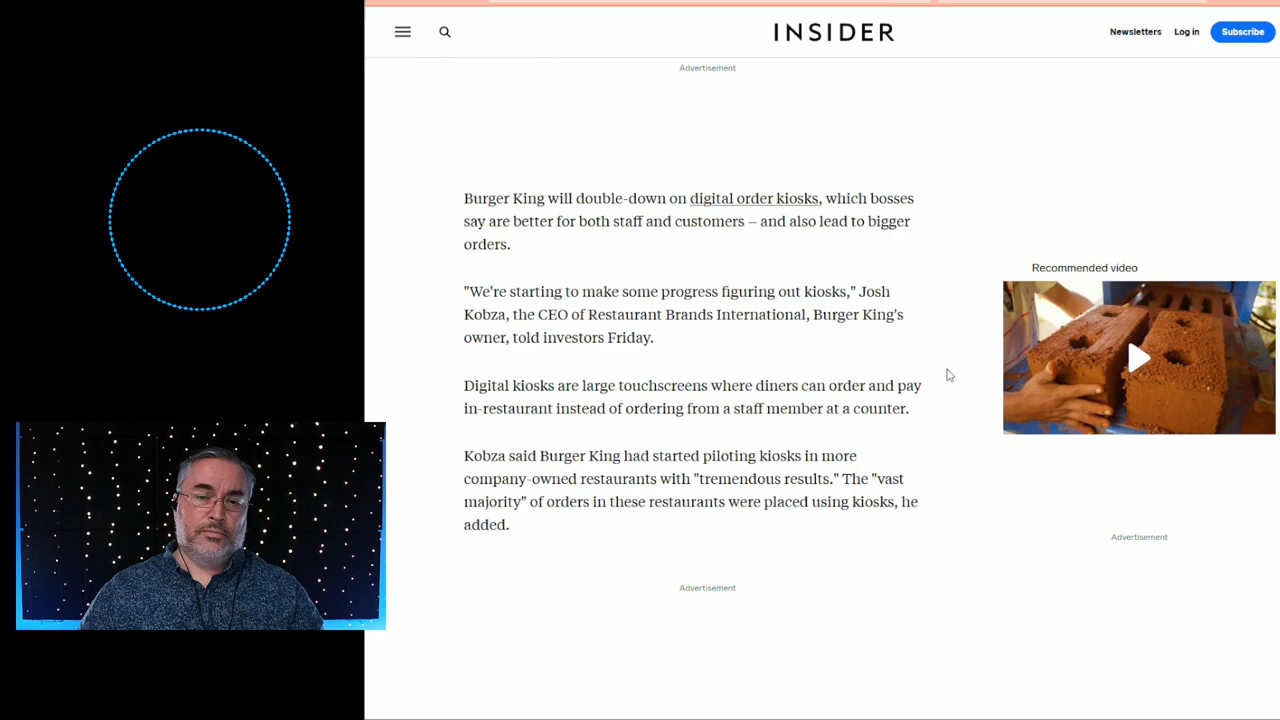 INSIDER
Newsletters Log in Subscribe
Advertisement
Burger King will double-down on digital order kiosks, which bosses
say are better for both staff and customers – and also lead to bigger
orders.
"We're starting to make some progress figuring out kiosks," Josh
Kobza, the CEO of Restaurant Brands International, Burger King's
owner, told investors Friday.
Digital kiosks are large touchscreens where diners can order and pay
in-restaurant instead of ordering from a staff member at a counter.
Kobza said Burger King had started piloting kiosks in more
company-owned restaurants with "tremendous results." The "vast
majority" of orders in these restaurants were placed using kiosks, he
added.
Advertisement
Recommended video
Advertisement